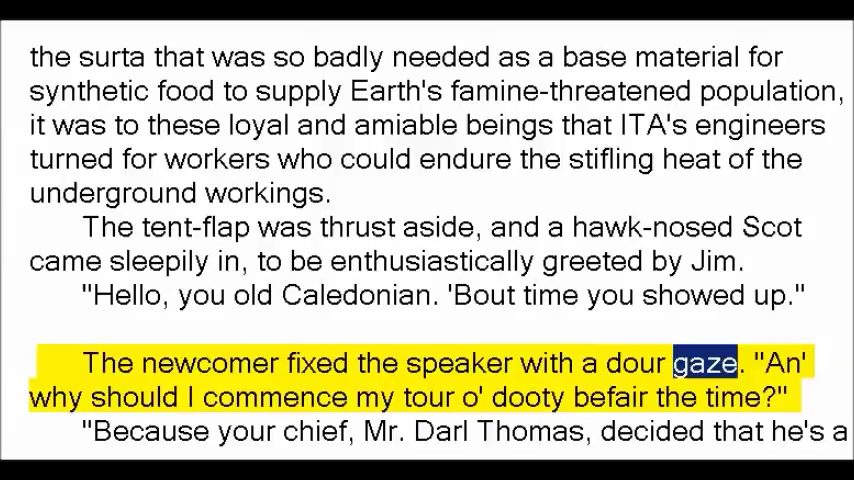 the surta that was so badly needed as a base material for
synthetic food to supply Earth's famine-threatened population,
it was to these loyal and amiable beings that ITA's engineers
turned for workers who could endure the stifling heat of the
underground workings.
The tent-flap was thrust aside, and a hawk-nosed Scot
came sleepily in, to be enthusiastically greeted by Jim.
"Hello, you old Caledonian. 'Bout time you showed up."
The newcomer fixed the speaker with a dour gaze. "An'
why should I commence my tour o' dooty befair the time?"
"Because your chief, Mr. Darl Thomas, decided that he's a